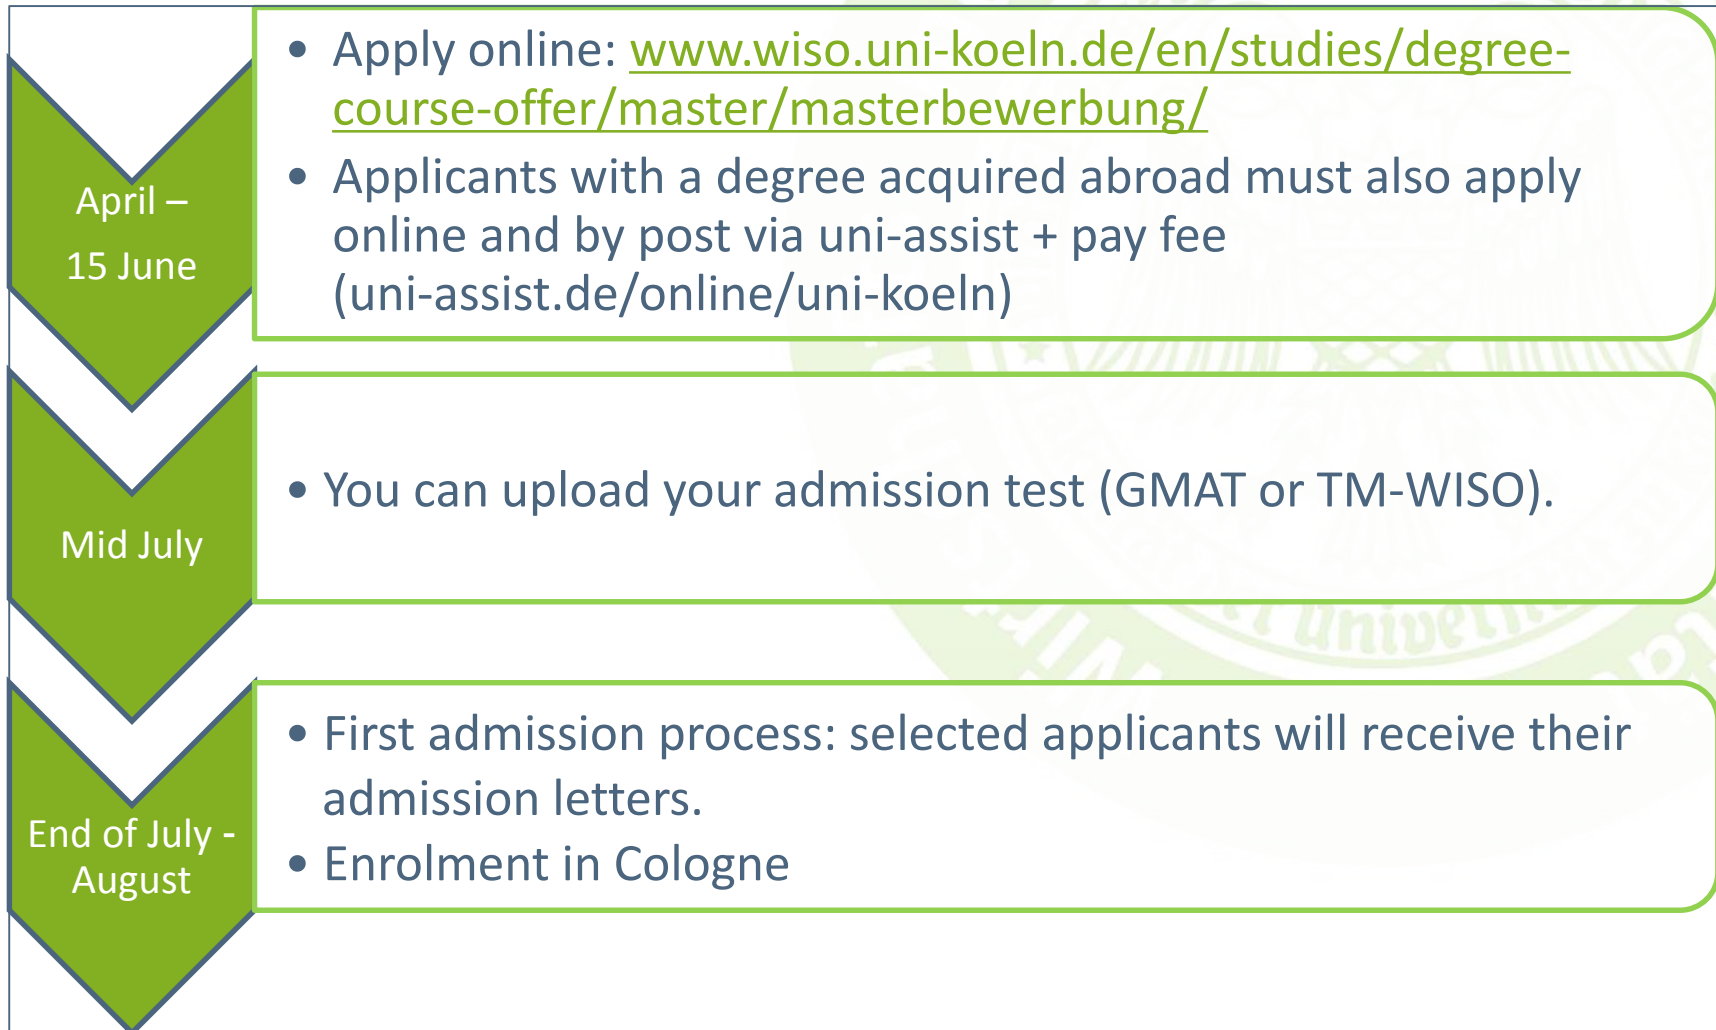 • Apply online: www.wiso.uni-koeln.de/en/studies/degree-
course-offer/master/masterbewerbung/
• Applicants with a degree acquired abroad must also apply
online and by post via uni-assist + pay fee
(uni-assist.de/online/uni-koeln)
April –
15 June
• You can upload your admission test (GMAT or TM-WISO).
Mid July
• First admission process: selected applicants will receive their
admission letters.
• Enrolment in Cologne
End of July -
August